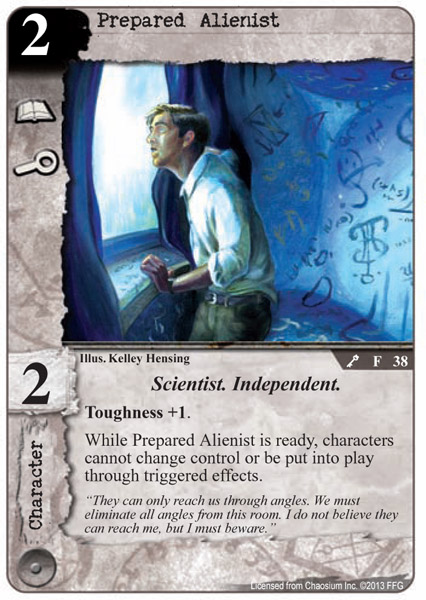 2
Prepared Alienist
Illus. Kelley Hensing
F 38
2
Scientist. Independent.
Toughness +1.
While Prepared Alienist is ready, characters
cannot change control or be put into play
through triggered effects.
“They can only reach us through angles. We must
eliminate all angles from this room. I do not believe they
can reach me, but I must beware.”
Character
Licensed from Chaosium Inc. ©2013 FFG